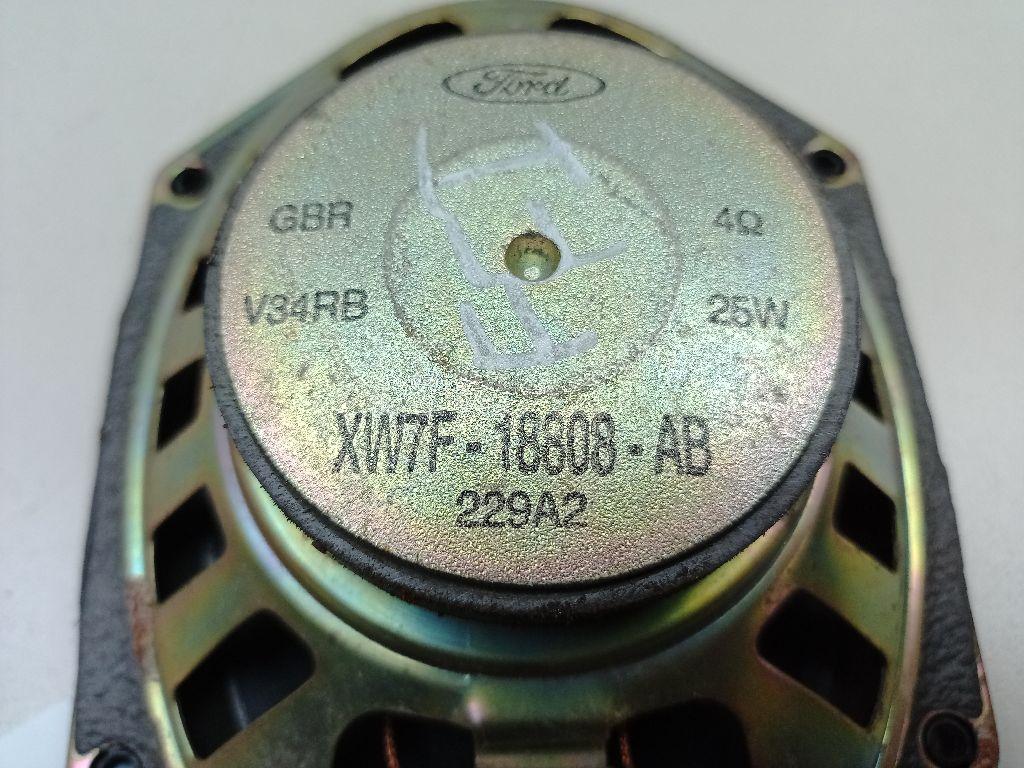 Ford
GBR 4Ω
V34RB 25W
XW7F-18808-AB
229A2